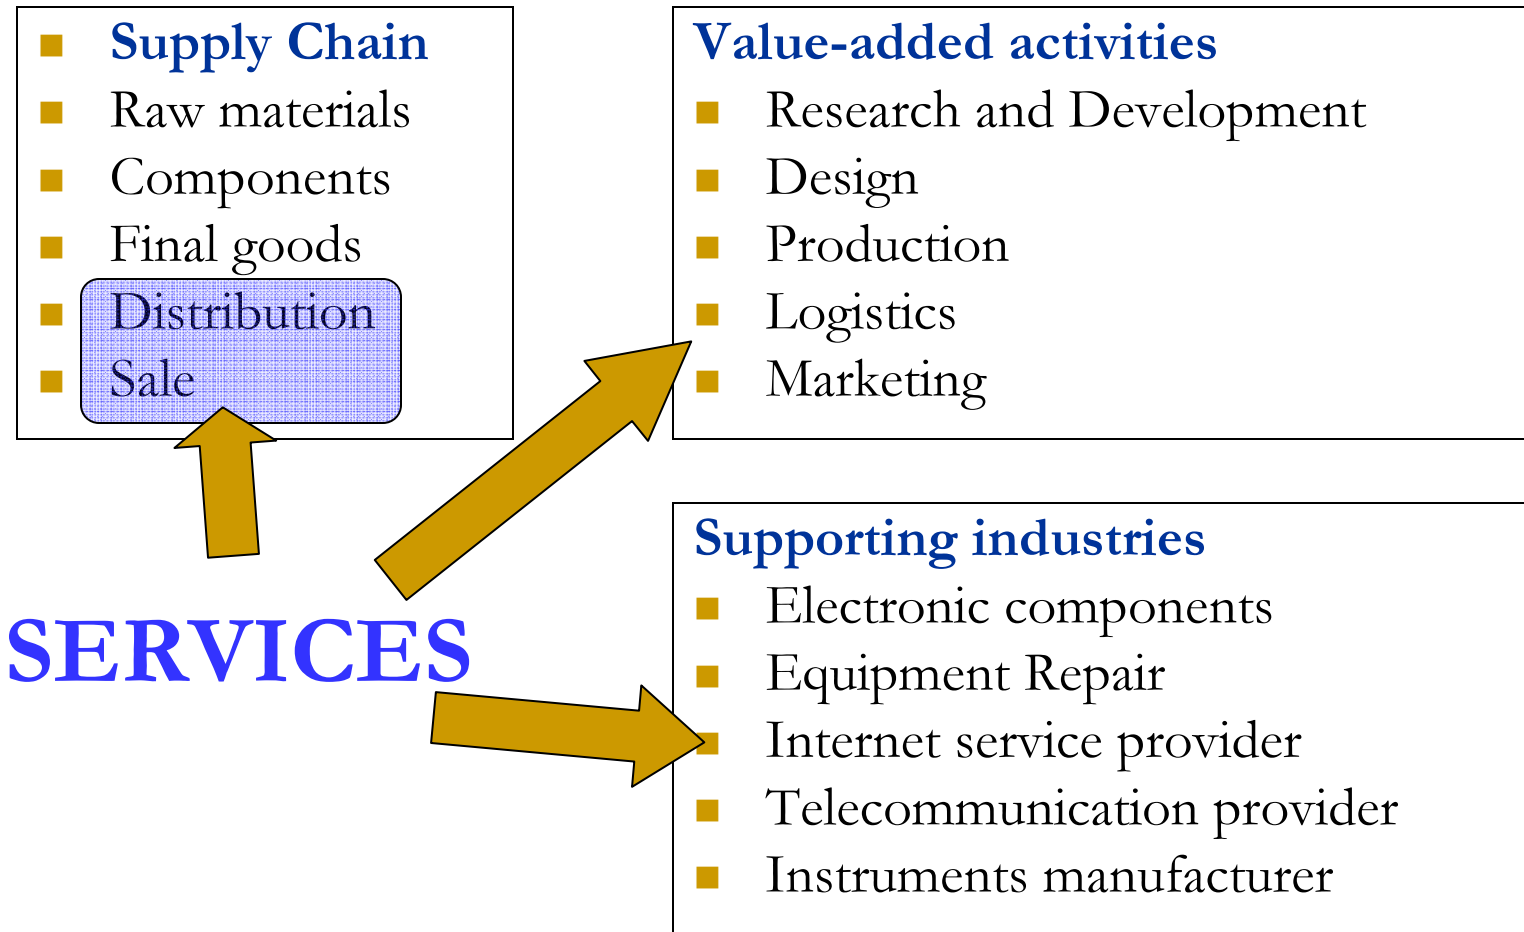 Supply Chain
Raw materials
Components
Final goods
Distribution
Sale
Value-added activities
Research and Development
Design
Production
Logistics
Marketing
SERVICES
Supporting industries
Electronic components
Equipment Repair
Internet service provider
Telecommunication provider
Instruments manufacturer